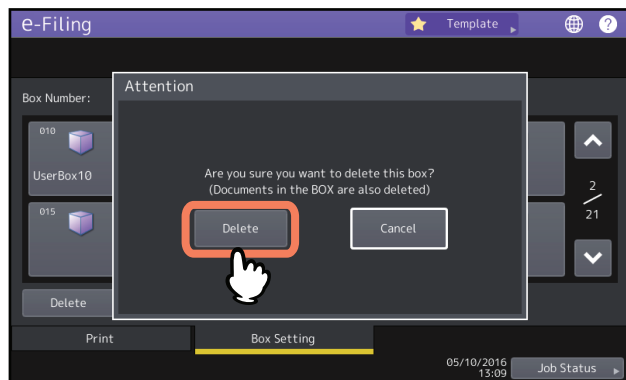 e-Filing
Template
?
Box Number:
Attention
010
UserBox10
015
Are you sure you want to delete this box?
(Documents in the BOX are also deleted)
Delete
Cancel
2
21
Delete
Print
Box Setting
05/10/2016
13:09
Job Status